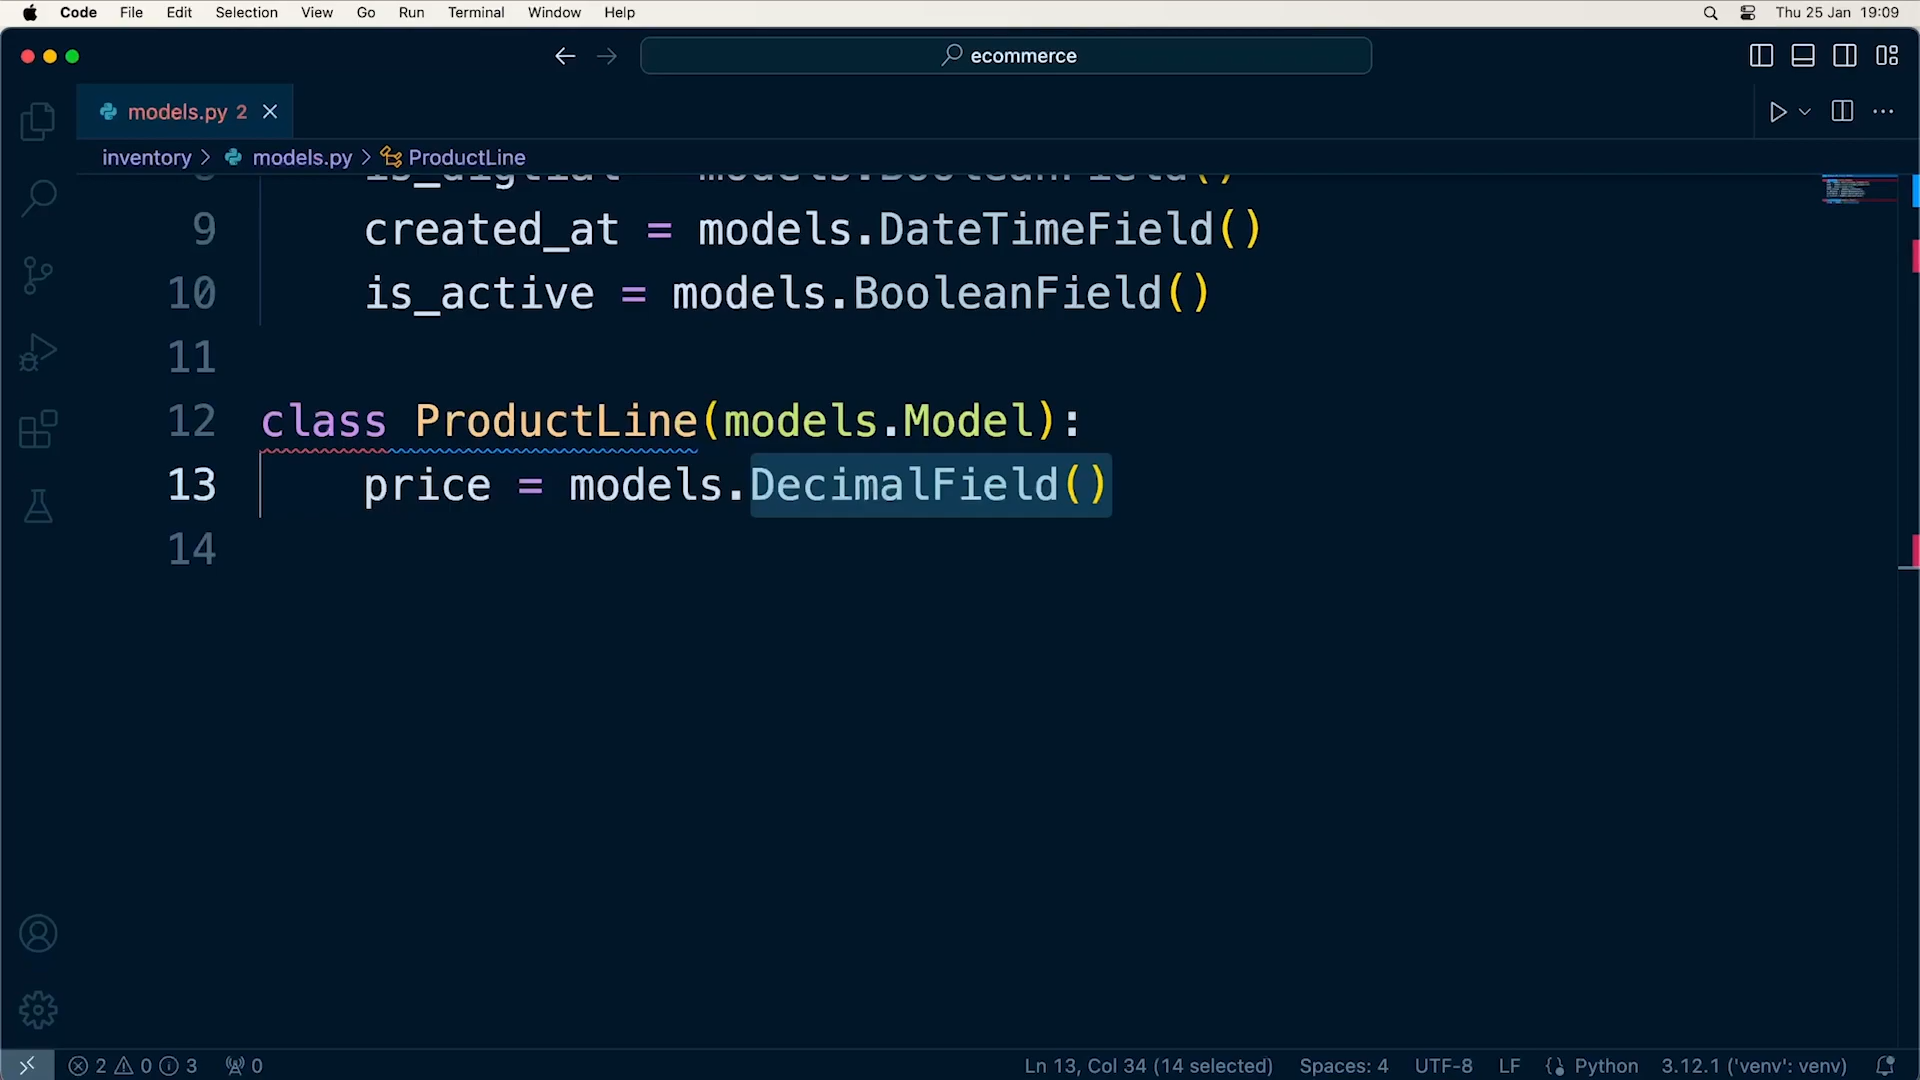 Code File Edit Selection View Go Run Terminal Window Help Thu 25 Jan 19:09
ecommerce
models.py 2
inventory > models.py > ProductLine
9 created_at = models.DateTimeField()
10 is_active = models.BooleanField()
11
12 class ProductLine(models.Model):
13 price = models.DecimalField()
14
2 0 3 0 Ln 13, Col 34 (14 selected) Spaces: 4 UTF-8 LF Python 3.12.1 ('venv': venv)